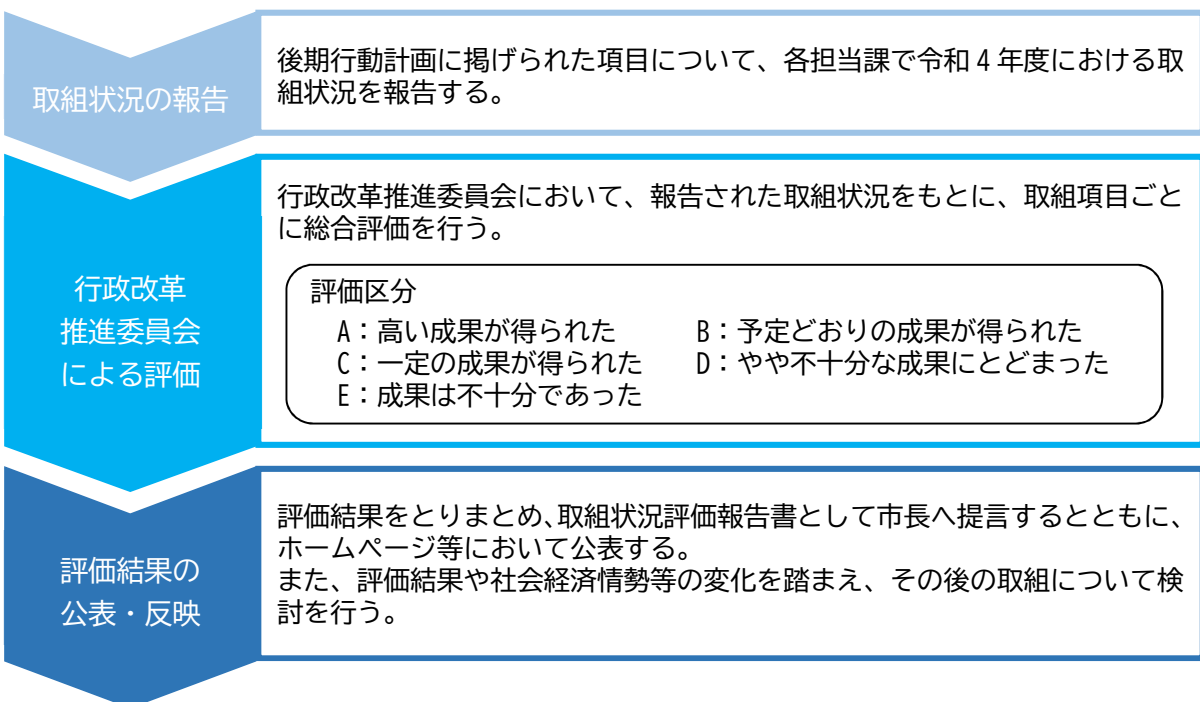 取組状況の報告
後期行動計画に掲げられた項目について、各担当課で令和４年度における取
組状況を報告する。
行政改革
推進委員会
による評価
行政改革推進委員会において、報告された取組状況をもとに、取組項目ごと
に総合評価を行う。
評価区分
A：高い成果が得られた　　　B：予定どおりの成果が得られた
C：一定の成果が得られた　　D：やや不十分な成果にとどまった
E：成果は不十分であった
評価結果の
公表・反映
評価結果をとりまとめ、取組状況評価報告書として市長へ提言するとともに、
ホームページ等において公表する。
また、評価結果や社会経済情勢等の変化を踏まえ、その後の取組について検
討を行う。